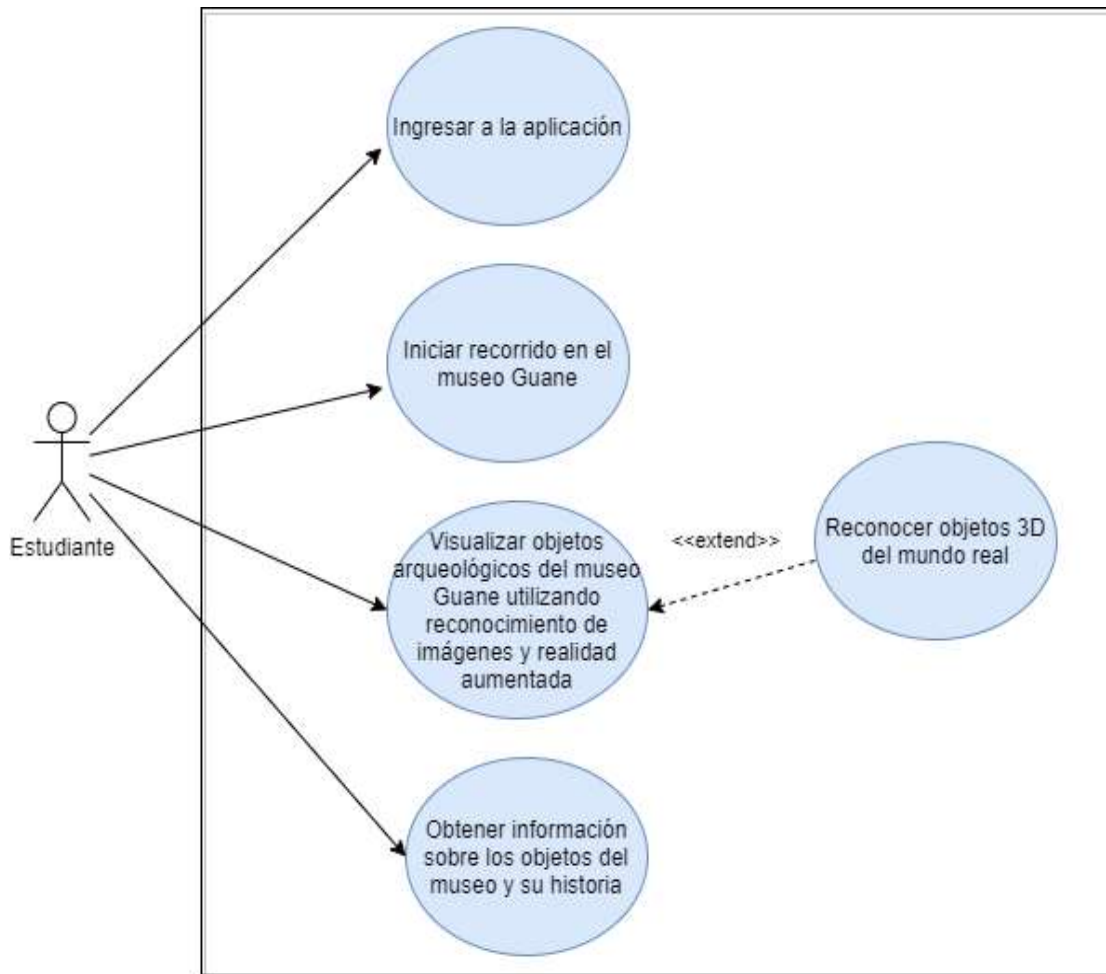 Ingresar a la aplicación
Iniciar recorrido en el
museo Guane
Estudiante
Visualizar objetos
arqueológicos del museo
Guane utilizando
reconocimiento de
imágenes y realidad
aumentada
<<extend>>
Reconocer objetos 3D
del mundo real
Obtener información
sobre los objetos del
museo y su historia